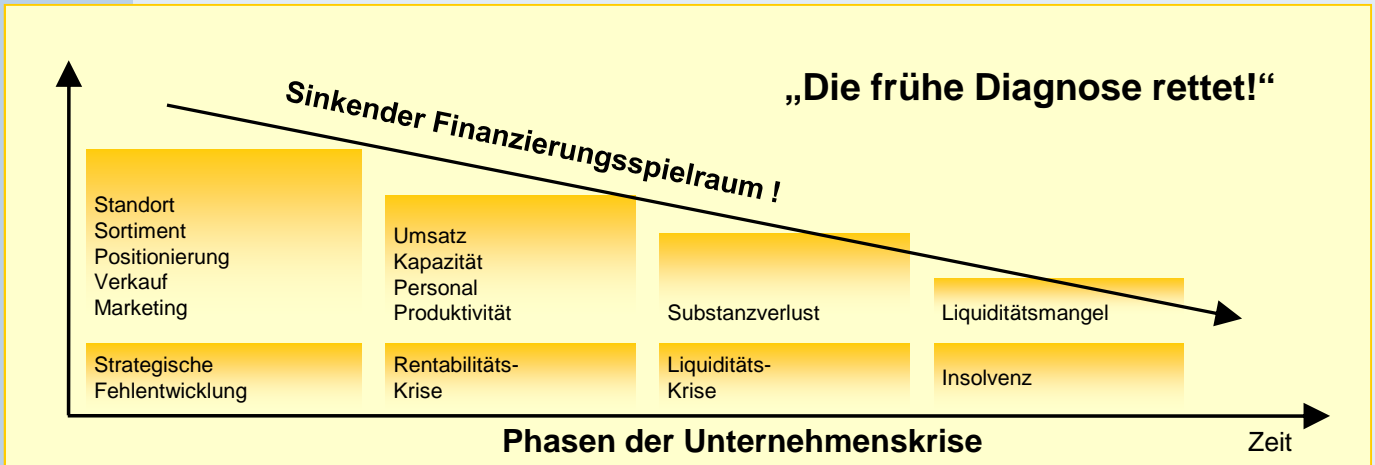 „Die frühe Diagnose rettet!“
Sinkender Finanzierungsspielraum !
Standort
Sortiment
Positionierung
Verkauf
Marketing
Umsatz
Kapazität
Personal
Produktivität
Substanzverlust
Liquiditätsmangel
Strategische
Fehlentwicklung
Rentabilitäts-
Krise
Liquiditäts-
Krise
Insolvenz
Phasen der Unternehmenskrise
Zeit